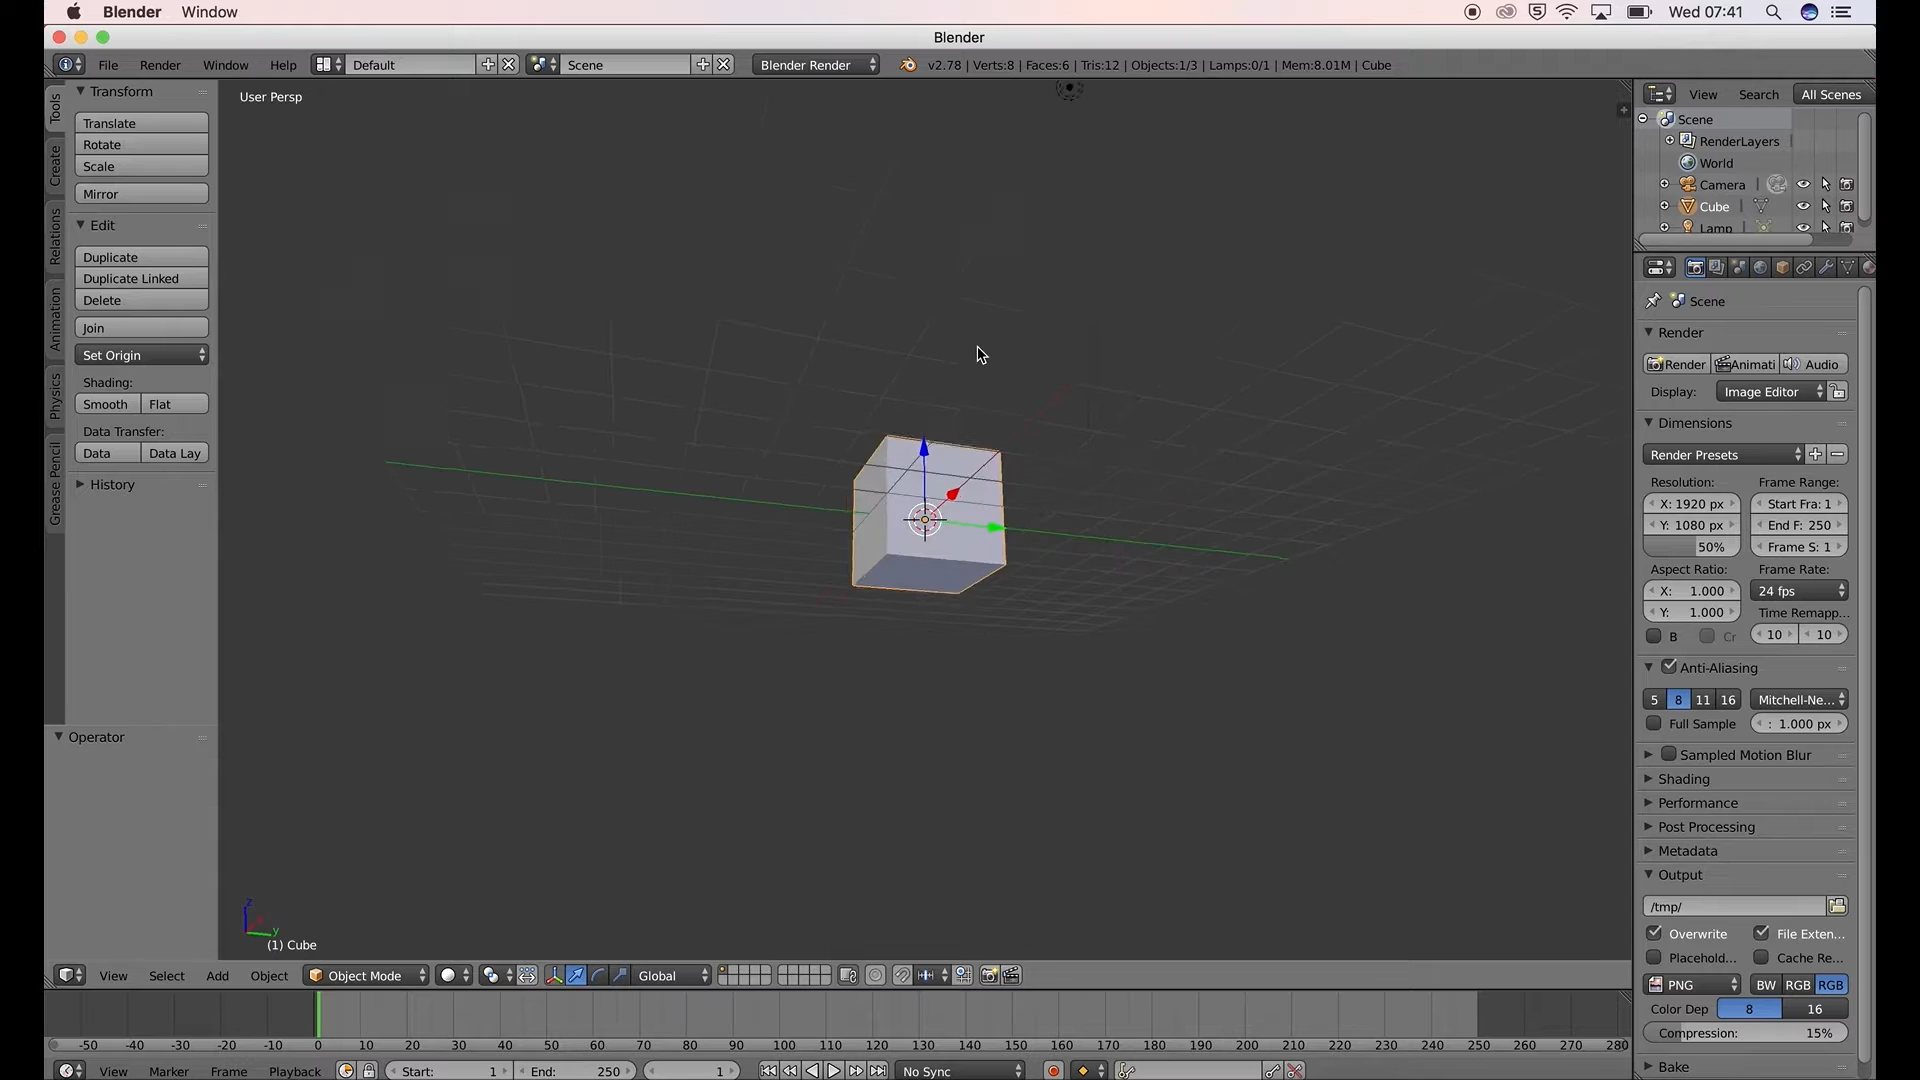 Blender Window Wed 07:41
Blender
File Render Window Help Default Scene Blender Render v2.78 | Verts:8 | Faces:6 | Tris:12 | Objects:1/3 | Lamps:0/1 | Mem:8.01M | Cube
Tools
Create
Relations
Animation
Physics
Grease Pencil
Transform
Translate
Rotate
Scale
Mirror
Edit
Duplicate
Duplicate Linked
Delete
Join
Set Origin
Shading:
Smooth Flat
Data Transfer:
Data Data Lay
History
Operator
User Persp
z
y
(1) Cube
View Select Add Object Object Mode Global
-50 -40 -30 -20 -10 0 10 20 30 40 50 60 70 80 90 100 110 120 130 140 150 160 170 180 190 200 210 220 230 240 250 260 270 280
View Marker Frame Playback Start: 1 End: 250 1 No Sync
View Search All Scenes
Scene
RenderLayers
World
Camera
Cube
Lamp
Scene
Render
Render Animati Audio
Display: Image Editor
Dimensions
Render Presets
Resolution: Frame Range:
X: 1920 px Start Fra: 1
Y: 1080 px End F: 250
50% Frame S: 1
Aspect Ratio: Frame Rate:
X: 1.000 24 fps
Y: 1.000 Time Remapp...
B Cr 10 10
Anti-Aliasing
5 8 11 16 Mitchell-Ne...
Full Sample : 1.000 px
Sampled Motion Blur
Shading
Performance
Post Processing
Metadata
Output
/tmp/
Overwrite File Exten...
Placehold... Cache Re...
PNG BW RGB RGB
Color Dep 8 16
Compression: 15%
Bake